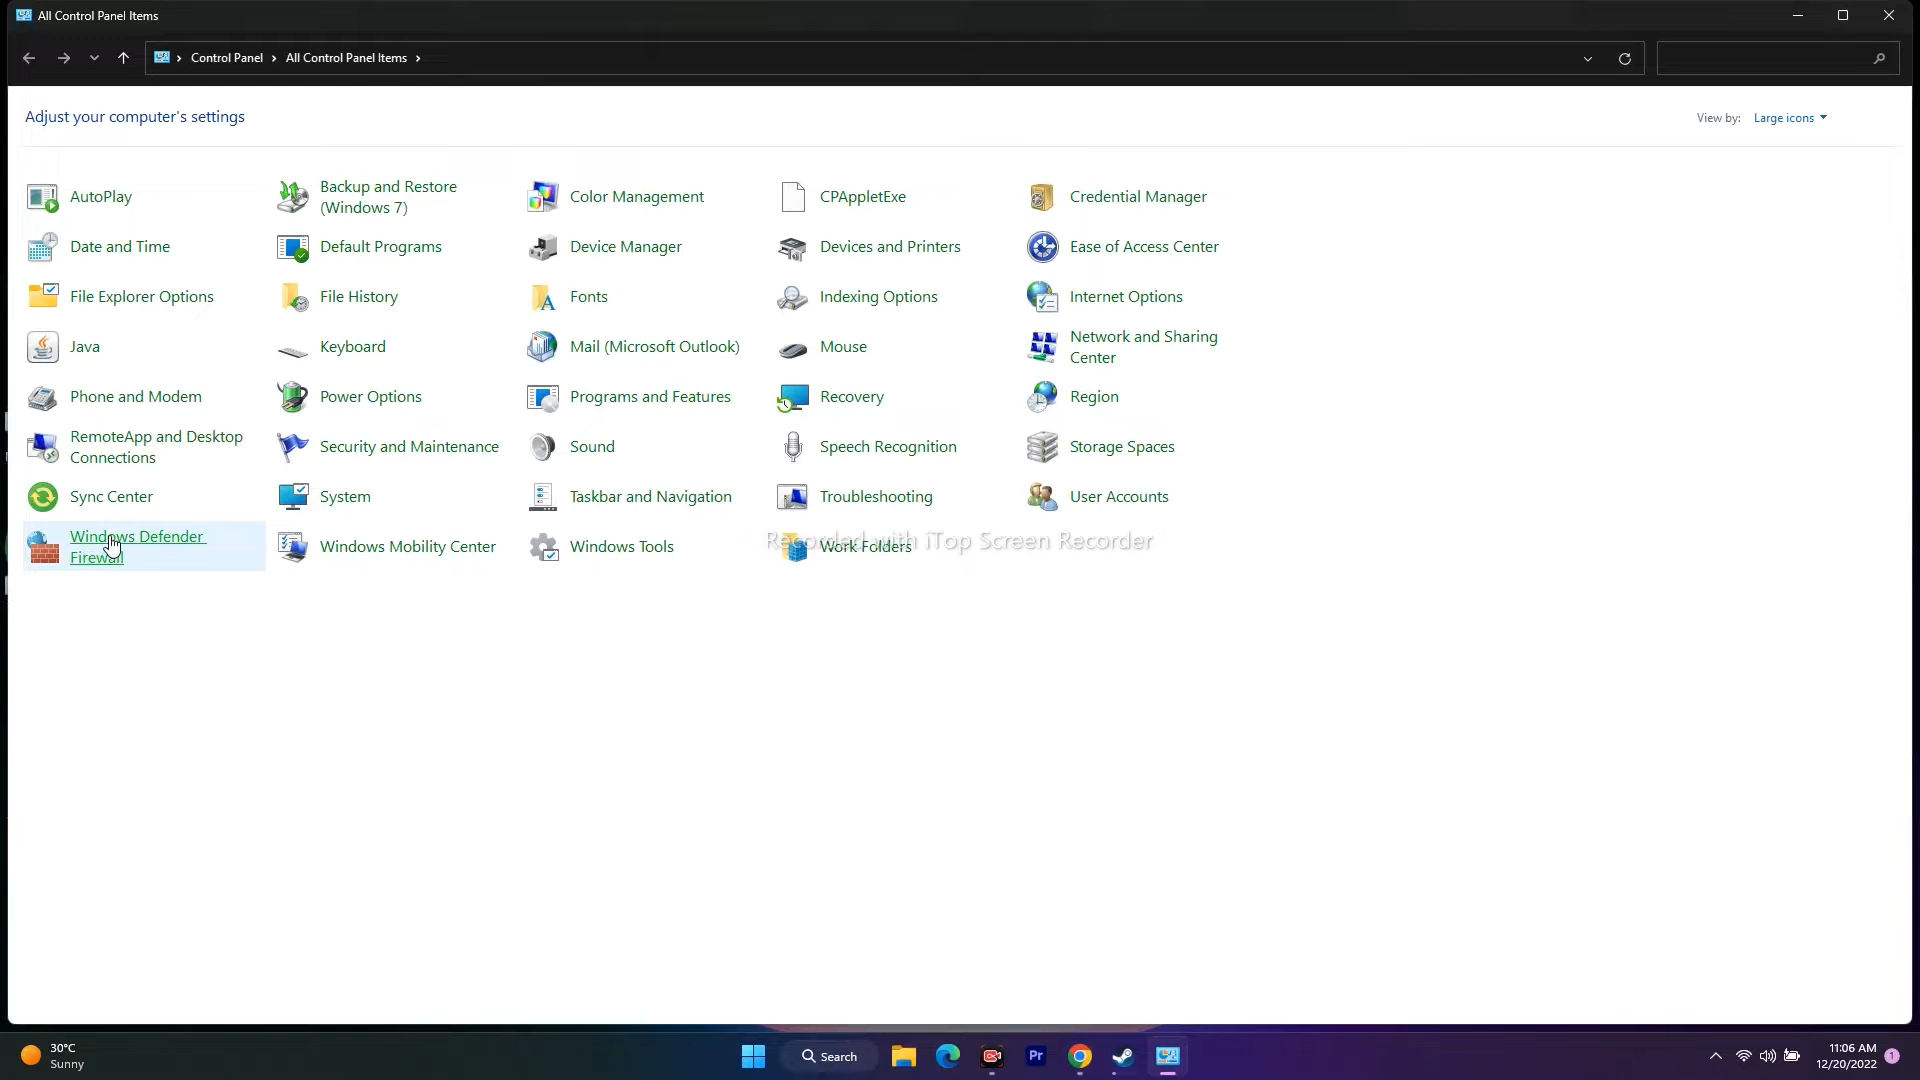 All Control Panel Items
Control Panel > All Control Panel Items >
Adjust your computer's settings
View by: Large icons
AutoPlay
Backup and Restore
(Windows 7)
Color Management
CPAppletExe
Credential Manager
Date and Time
Default Programs
Device Manager
Devices and Printers
Ease of Access Center
File Explorer Options
File History
Fonts
Indexing Options
Internet Options
Java
Keyboard
Mail (Microsoft Outlook)
Mouse
Network and Sharing
Center
Phone and Modem
Power Options
Programs and Features
Recovery
Region
RemoteApp and Desktop
Connections
Security and Maintenance
Sound
Speech Recognition
Storage Spaces
Sync Center
System
Taskbar and Navigation
Troubleshooting
User Accounts
Windows Defender
Firewall
Windows Mobility Center
Windows Tools
Work Folders
Recorded with iTop Screen Recorder
30°C
Sunny
Search
Pr
11:06 AM
12/20/2022
1